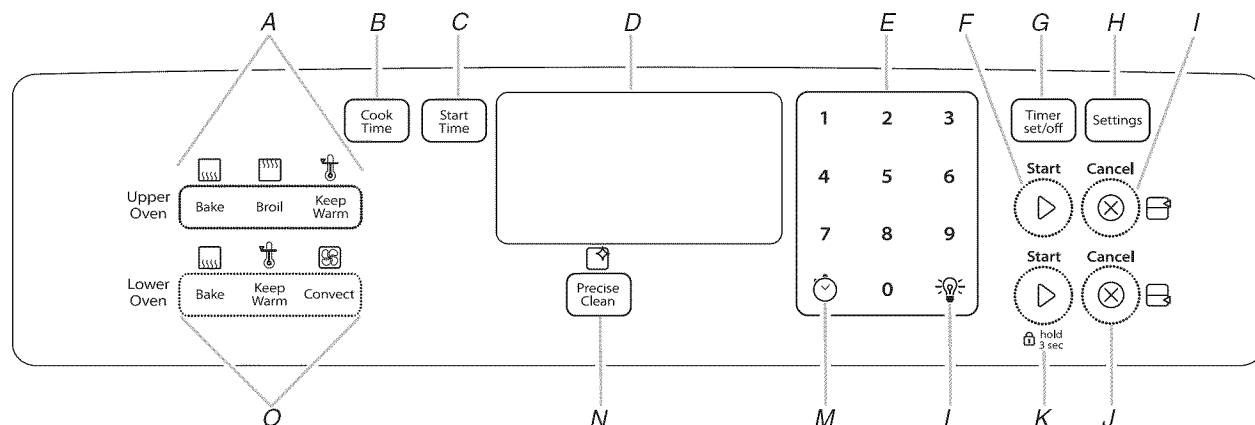 A B C D E F G H I
Cook Time
Start Time
1 2 3
Timer set/off
Settings
4 5 6
Start
Cancel
Upper Oven
Bake
Broil
Keep Warm
7 8 9
Start
Cancel
Lower Oven
Bake
Keep Warm
Convect
Precise Clean
0
hold 3 sec
O N M L K J